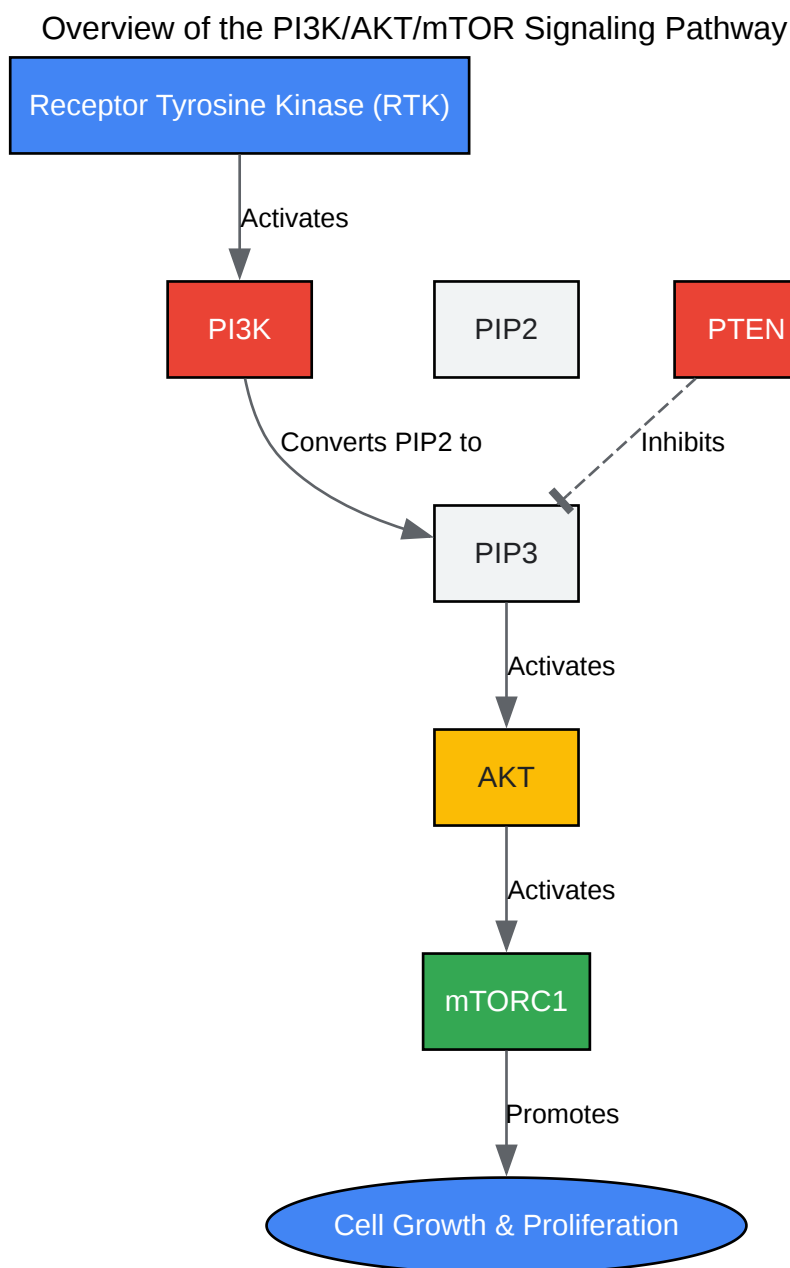 Overview of the PI3K/AKT/mTOR Signaling Pathway
Receptor Tyrosine Kinase (RTK)
Activates
PI3K
PIP2
PTEN
Converts PIP2 to
Inhibits
PIP3
Activates
AKT
Activates
mTORC1
Promotes
Cell Growth & Proliferation